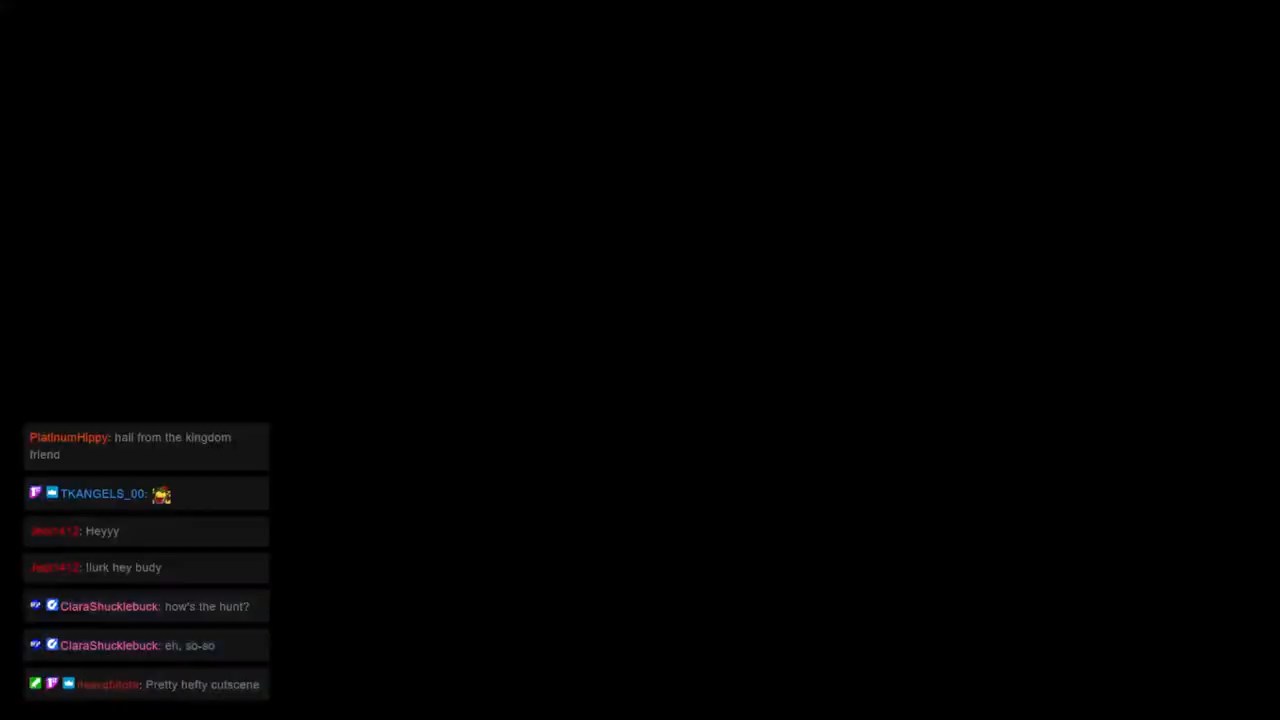 PlatinumHippy: hail from the kingdom
friend
TKANGELS_00:
: Heyyy
: !lurk hey budy
ClaraShucklebuck: how's the hunt?
ClaraShucklebuck: eh, so-so
: Pretty hefty cutscene